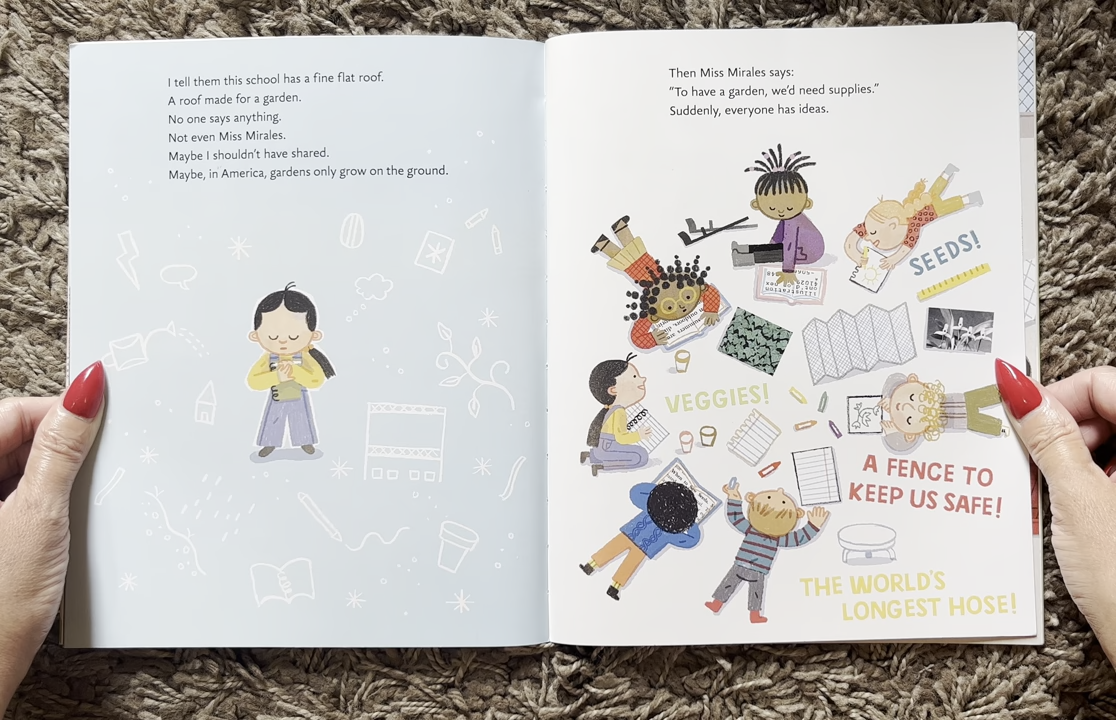 I tell them this school has a fine flat roof.
A roof made for a garden.
No one says anything.
Not even Miss Mirales.
Maybe I shouldn't have shared.
Maybe, in America, gardens only grow on the ground.
Then Miss Mirales says:
"To have a garden, we'd need supplies."
Suddenly, everyone has ideas.
SEEDS!
VEGGIES!
A FENCE TO
KEEP US SAFE!
THE WORLD'S
LONGEST HOSE!